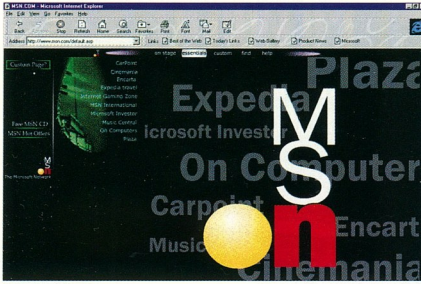 MSN.COM - Microsoft Internet Explorer
File Edit View Go Favorites Help
Back Stop Refresh Home Search Favorites Print Font Mail Edit
Address http://www.msn.com/default.asp Links Best of the Web Today's Links Web Gallery Product News Microsoft
on stage essentials custom find help
Custom Page
CarPoint
Cinemania
Encarta
Expedia travel
Internet Gaming Zone
MSN International
Microsoft Investor
Music Central
On Computers
Plaza
Free MSN CD
MSN Hot Offers
MSn
The Microsoft Network
Plaza
Expedia
icrosoft Investor
On Computer
Carpoint
Encart
Music
Cinemania
M
S
n